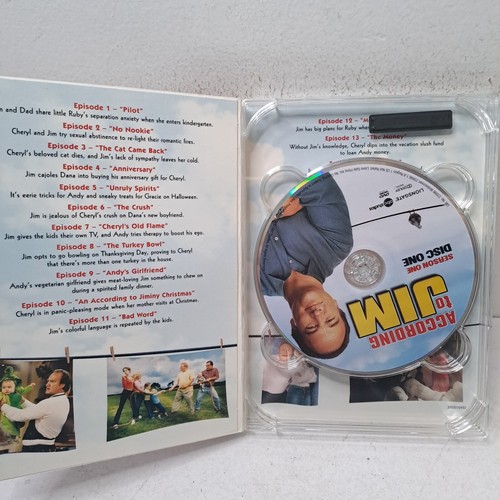 Episode 1 – "Pilot"
m and Dad share little Ruby's separation anxiety when she enters kindergarten.
Episode 2 – "No Nookie"
Cheryl and Jim try sexual abstinence to re-light their romantic fires.
Episode 3 – "The Cat Came Back"
Cheryl's beloved cat dies, and Jim's lack of sympathy leaves her cold.
Episode 4 – "Anniversary"
Jim cajoles Dana into buying his anniversary gift for Cheryl.
Episode 5 – "Unruly Spirits"
It's eerie tricks for Andy and sneaky treats for Gracie on Halloween.
Episode 6 – "The Crush"
Jim is jealous of Cheryl's crush on Dana's new boyfriend.
Episode 7 – "Cheryl's Old Flame"
Jim gives the kids their own TV, and Andy tries therapy to boost his ego.
Episode 8 – "The Turkey Bowl"
Jim opts to go bowling on Thanksgiving Day, proving to Cheryl
that there's more than one turkey in the house.
Episode 9 – "Andy's Girlfriend"
Andy's vegetarian girlfriend gives meat-loving Jim something to chew on
during a spirited family dinner.
Episode 10 – "An According to Jiminy Christmas"
Cheryl is in panic-pleasing mode when her mother visits at Christmas.
Episode 11 – "Bad Word"
Jim's colorful language is repeated by the kids.
Episode 12 – "M
Jim has big plans for Ruby whe
Episode 13 – "The Money"
Without Jim's knowledge, Cheryl dips into the vacation slush fund
to loan Andy money.
LIONSGATE
abc studios
SEASON ONE
DISC ONE
ACCORDING
to
JIM